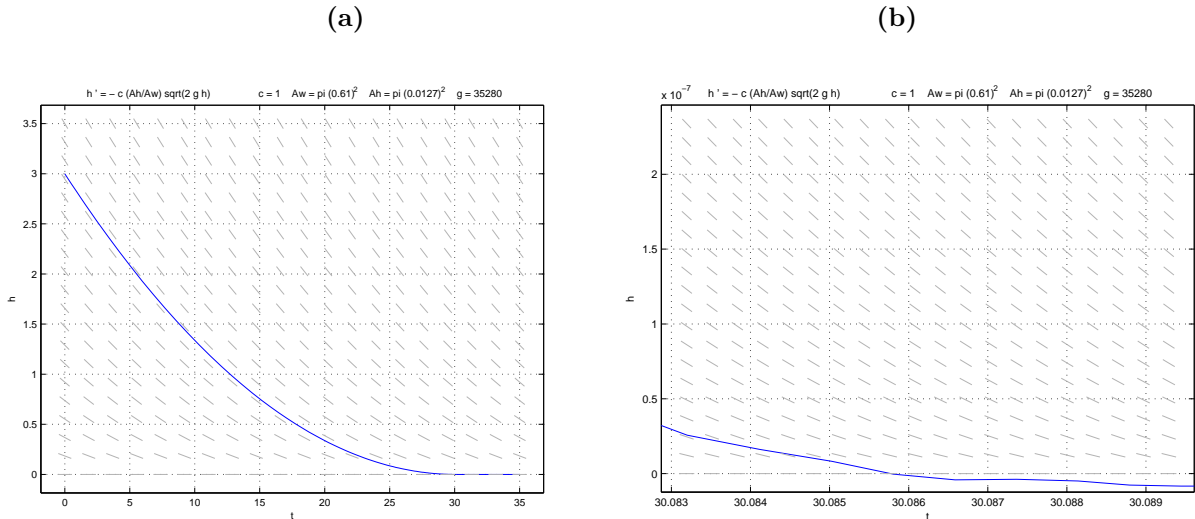 (a)
h ' = − c (Ah/Aw) sqrt(2 g h) c = 1 Aw = pi (0.61)² Ah = pi (0.0127)² g = 35280
3.5
3
2.5
2
1.5
1
0.5
0
h
0 5 10 15 20 25 30 35
t
(b)
x 10⁻⁷ h ' = − c (Ah/Aw) sqrt(2 g h) c = 1 Aw = pi (0.61)² Ah = pi (0.0127)² g = 35280
2
1.5
1
0.5
0
h
30.083 30.084 30.085 30.086 30.087 30.088 30.089
t